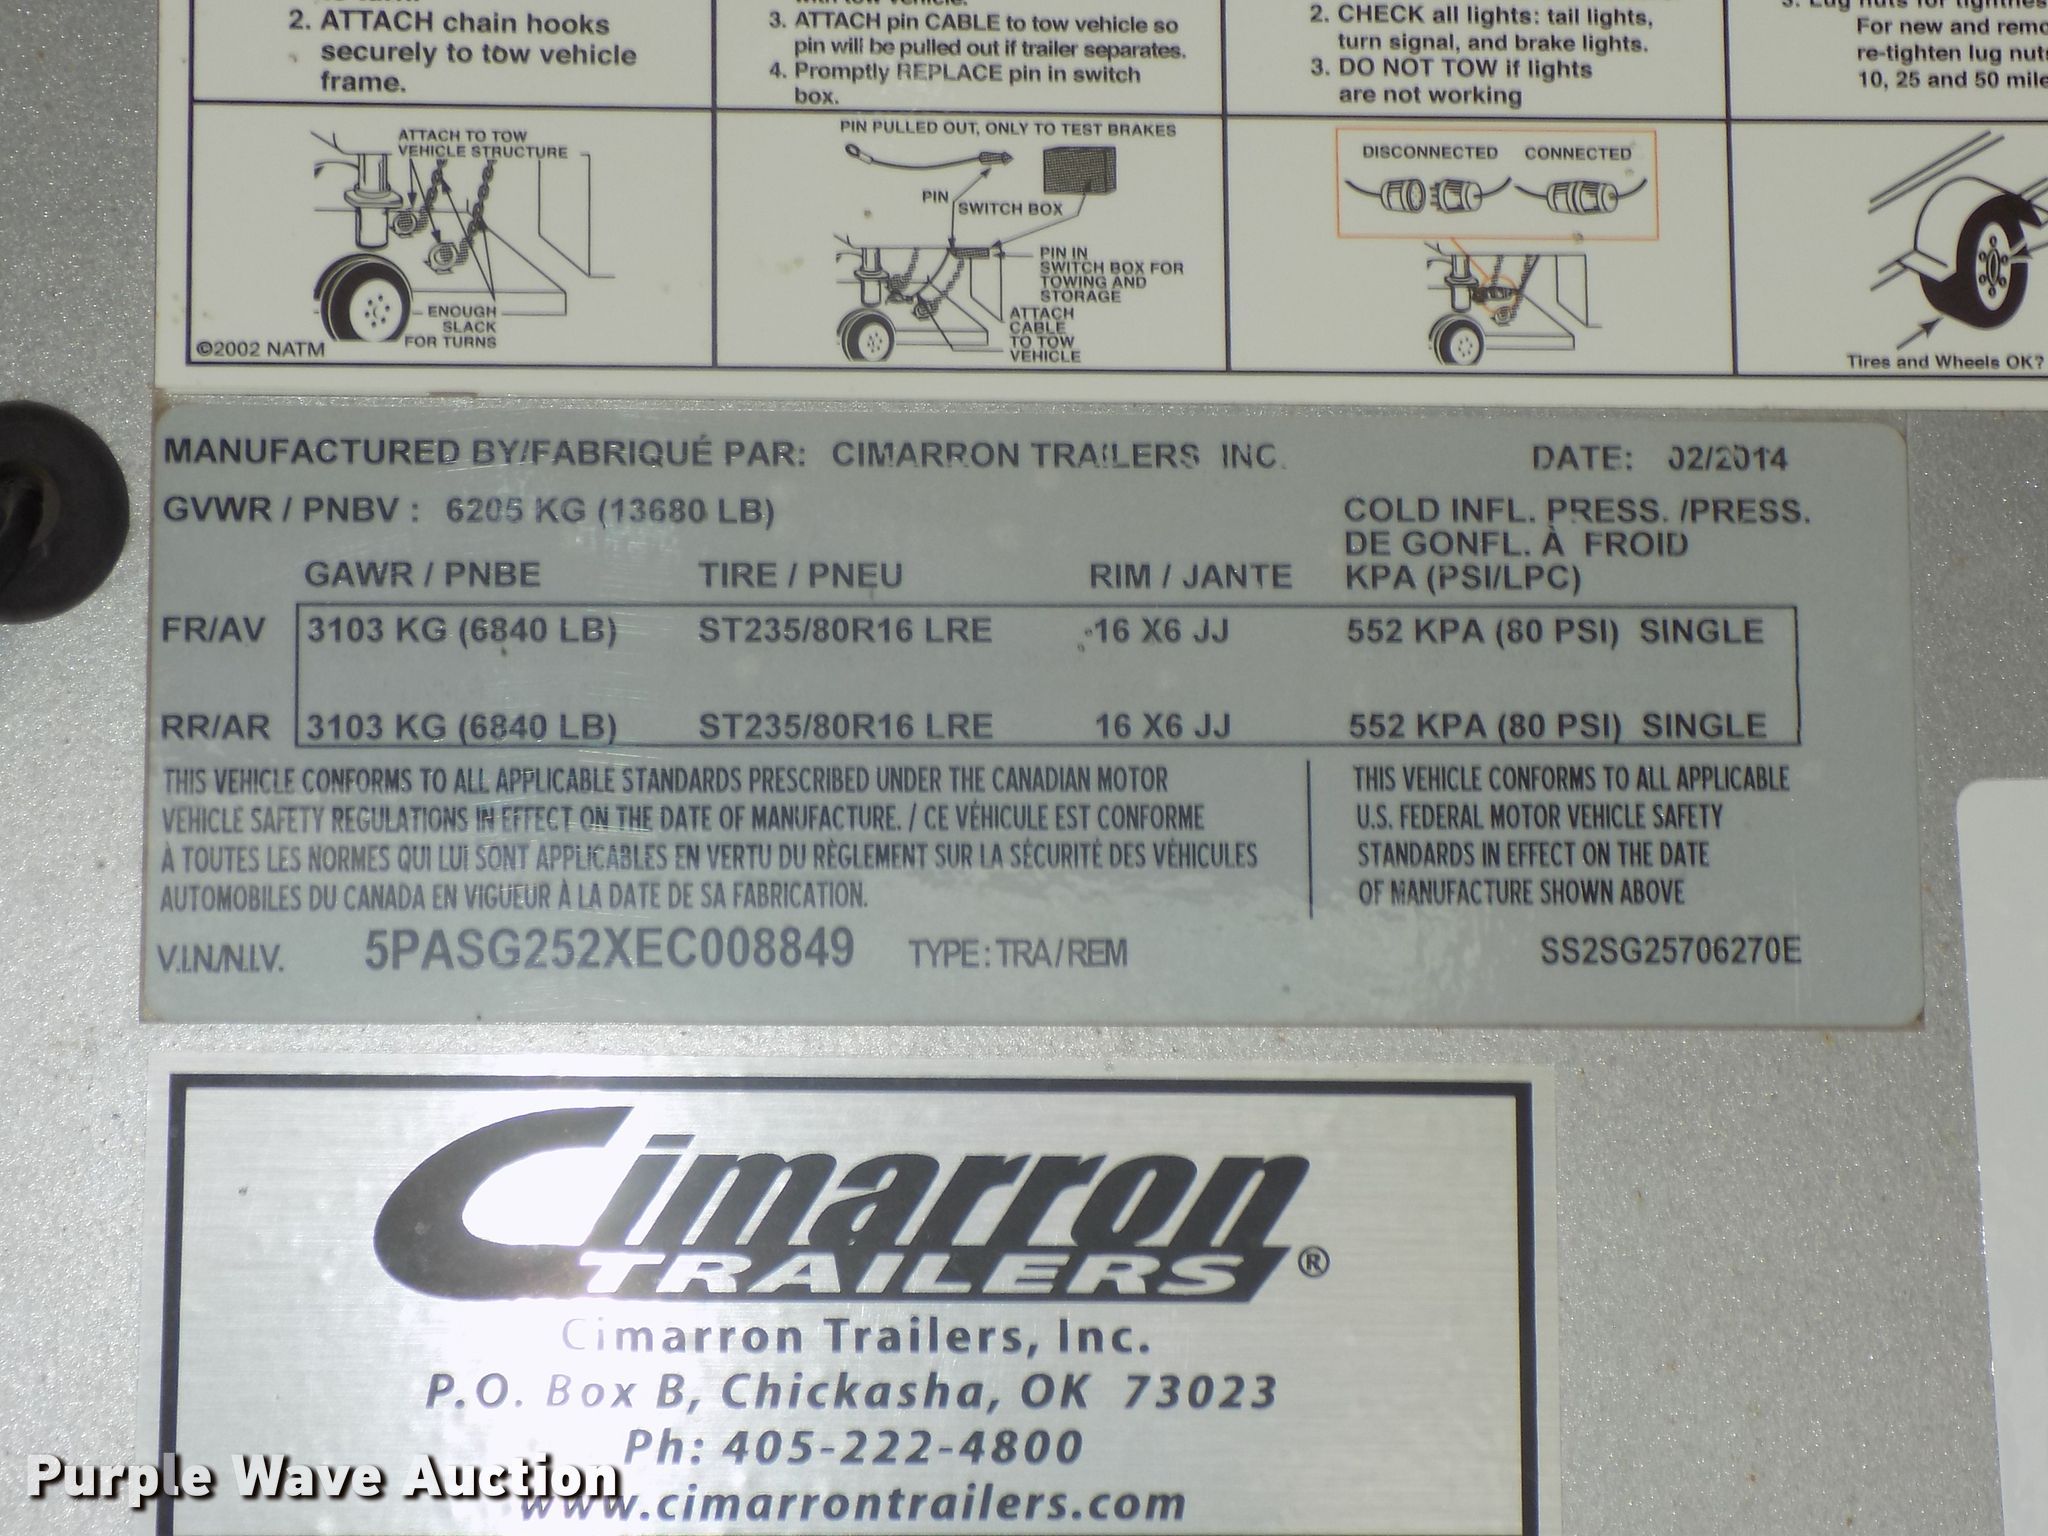 2. ATTACH chain hooks
securely to tow vehicle
frame.
3. ATTACH pin CABLE to tow vehicle so
pin will be pulled out if trailer separates.
4. Promptly REPLACE pin in switch
box.
2. CHECK all lights: tail lights,
turn signal, and brake lights.
3. DO NOT TOW if lights
are not working
For new and
re-tighten lug
10, 25 and 50
ATTACH TO TOW
VEHICLE STRUCTURE
ENOUGH
SLACK
FOR TURNS
©2002 NATM
PIN PULLED OUT, ONLY TO TEST BRAKES
PIN
SWITCH BOX
PIN IN
SWITCH BOX FOR
TOWING AND
STORAGE
ATTACH
CABLE
TO TOW
VEHICLE
DISCONNECTED CONNECTED
Tires and Wheels OK?
MANUFACTURED BY/FABRIQUÉ PAR: CIMARRON TRAILERS INC. DATE: 02/2014
GVWR / PNBV : 6205 KG (13680 LB)
COLD INFL. PRESS. /PRESS.
DE GONFL. À FROID
GAWR / PNBE TIRE / PNEU RIM / JANTE KPA (PSI/LPC)
FR/AV 3103 KG (6840 LB) ST235/80R16 LRE 16 X6 JJ 552 KPA (80 PSI) SINGLE
RR/AR 3103 KG (6840 LB) ST235/80R16 LRE 16 X6 JJ 552 KPA (80 PSI) SINGLE
THIS VEHICLE CONFORMS TO ALL APPLICABLE STANDARDS PRESCRIBED UNDER THE CANADIAN MOTOR
VEHICLE SAFETY REGULATIONS IN EFFECT ON THE DATE OF MANUFACTURE. / CE VÉHICULE EST CONFORME
À TOUTES LES NORMES QUI LUI SONT APPLICABLES EN VERTU DU RÈGLEMENT SUR LA SÉCURITÉ DES VÉHICULES
AUTOMOBILES DU CANADA EN VIGUEUR À LA DATE DE SA FABRICATION.
THIS VEHICLE CONFORMS TO ALL APPLICABLE
U.S. FEDERAL MOTOR VEHICLE SAFETY
STANDARDS IN EFFECT ON THE DATE
OF MANUFACTURE SHOWN ABOVE
V.I.N./N.I.V. 5PASG252XEC008849 TYPE: TRA/REM SS2SG25706270E
Cimarron
TRAILERS ®
Cimarron Trailers, Inc.
P.O. Box B, Chickasha, OK 73023
Ph: 405-222-4800
www.cimarrontrailers.com
Purple Wave Auction